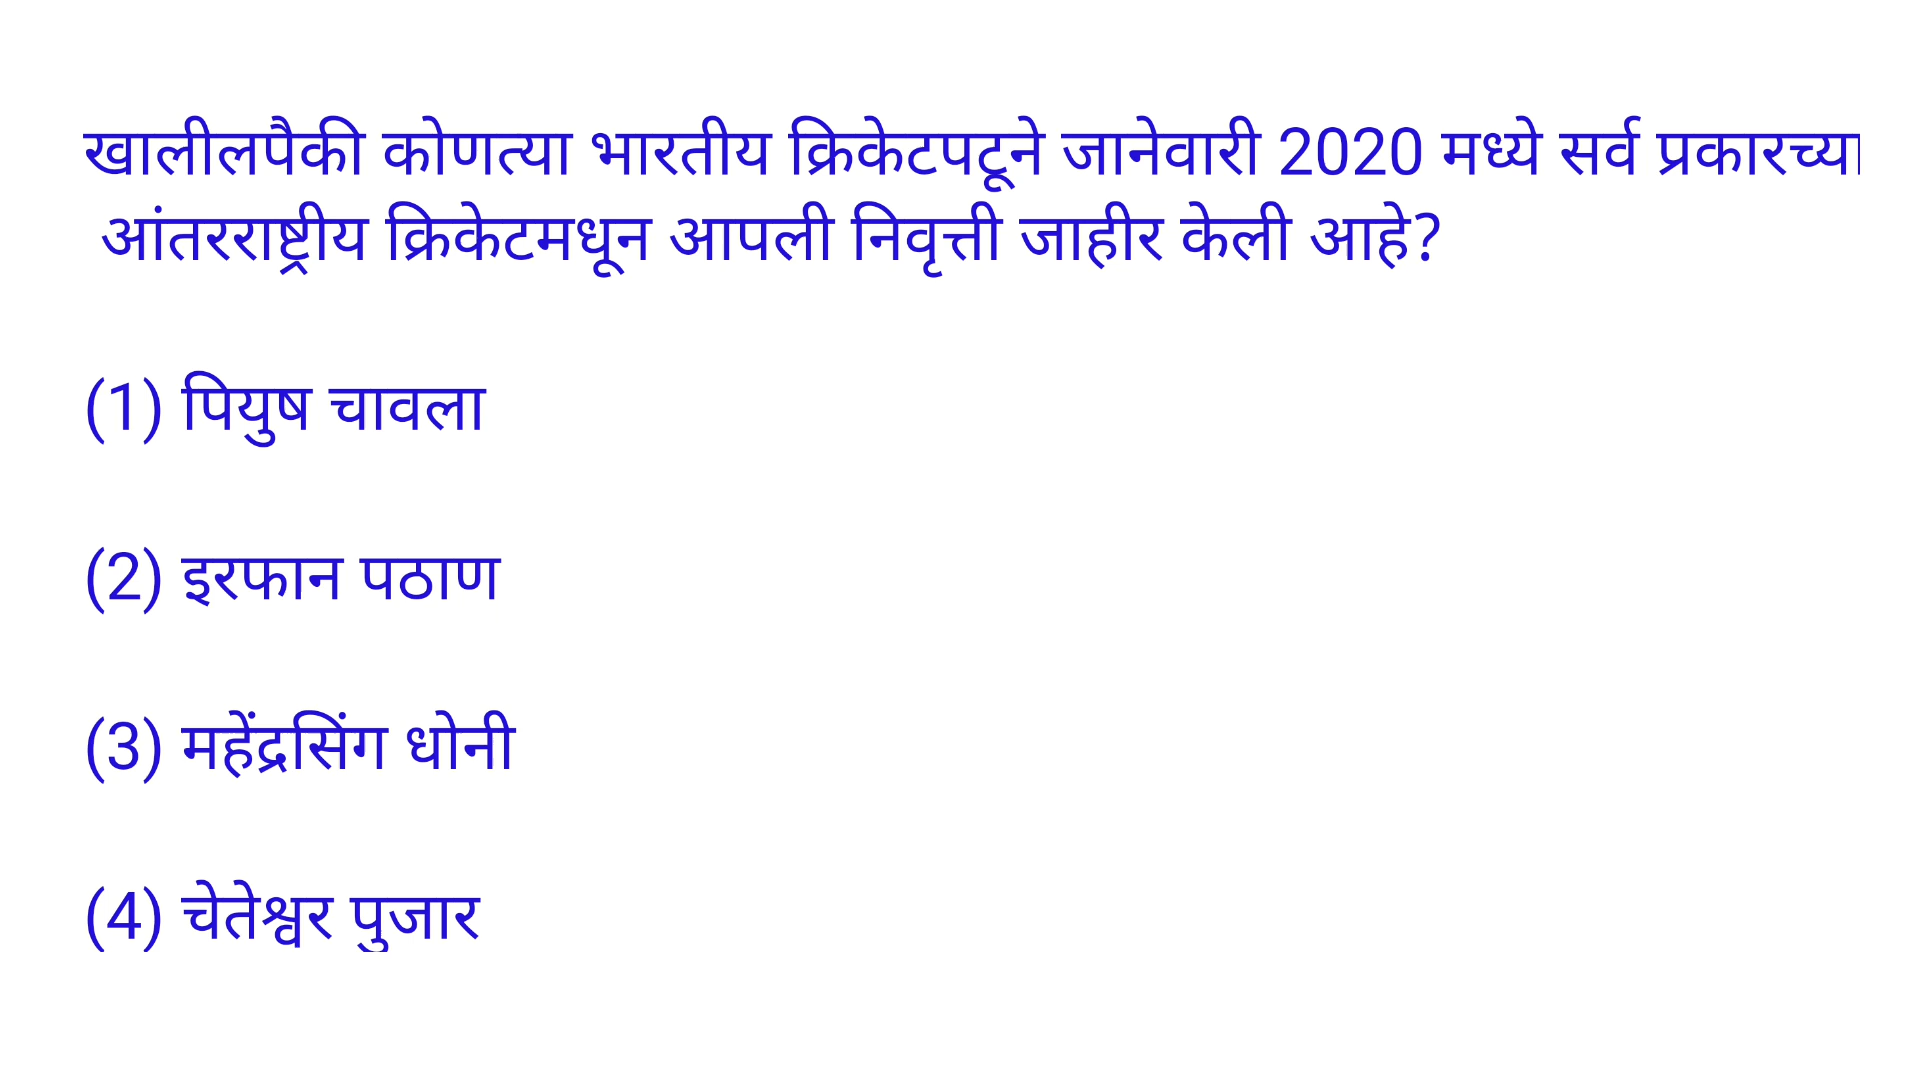 खालीलपैकी कोणत्या भारतीय क्रिकेटपटूने जानेवारी 2020 मध्ये सर्व प्रकारच्या
आंतरराष्ट्रीय क्रिकेटमधून आपली निवृत्ती जाहीर केली आहे?
(1) पियुष चावला
(2) इरफान पठाण
(3) महेंद्रसिंग धोनी
(4) चेतेश्वर पुजार